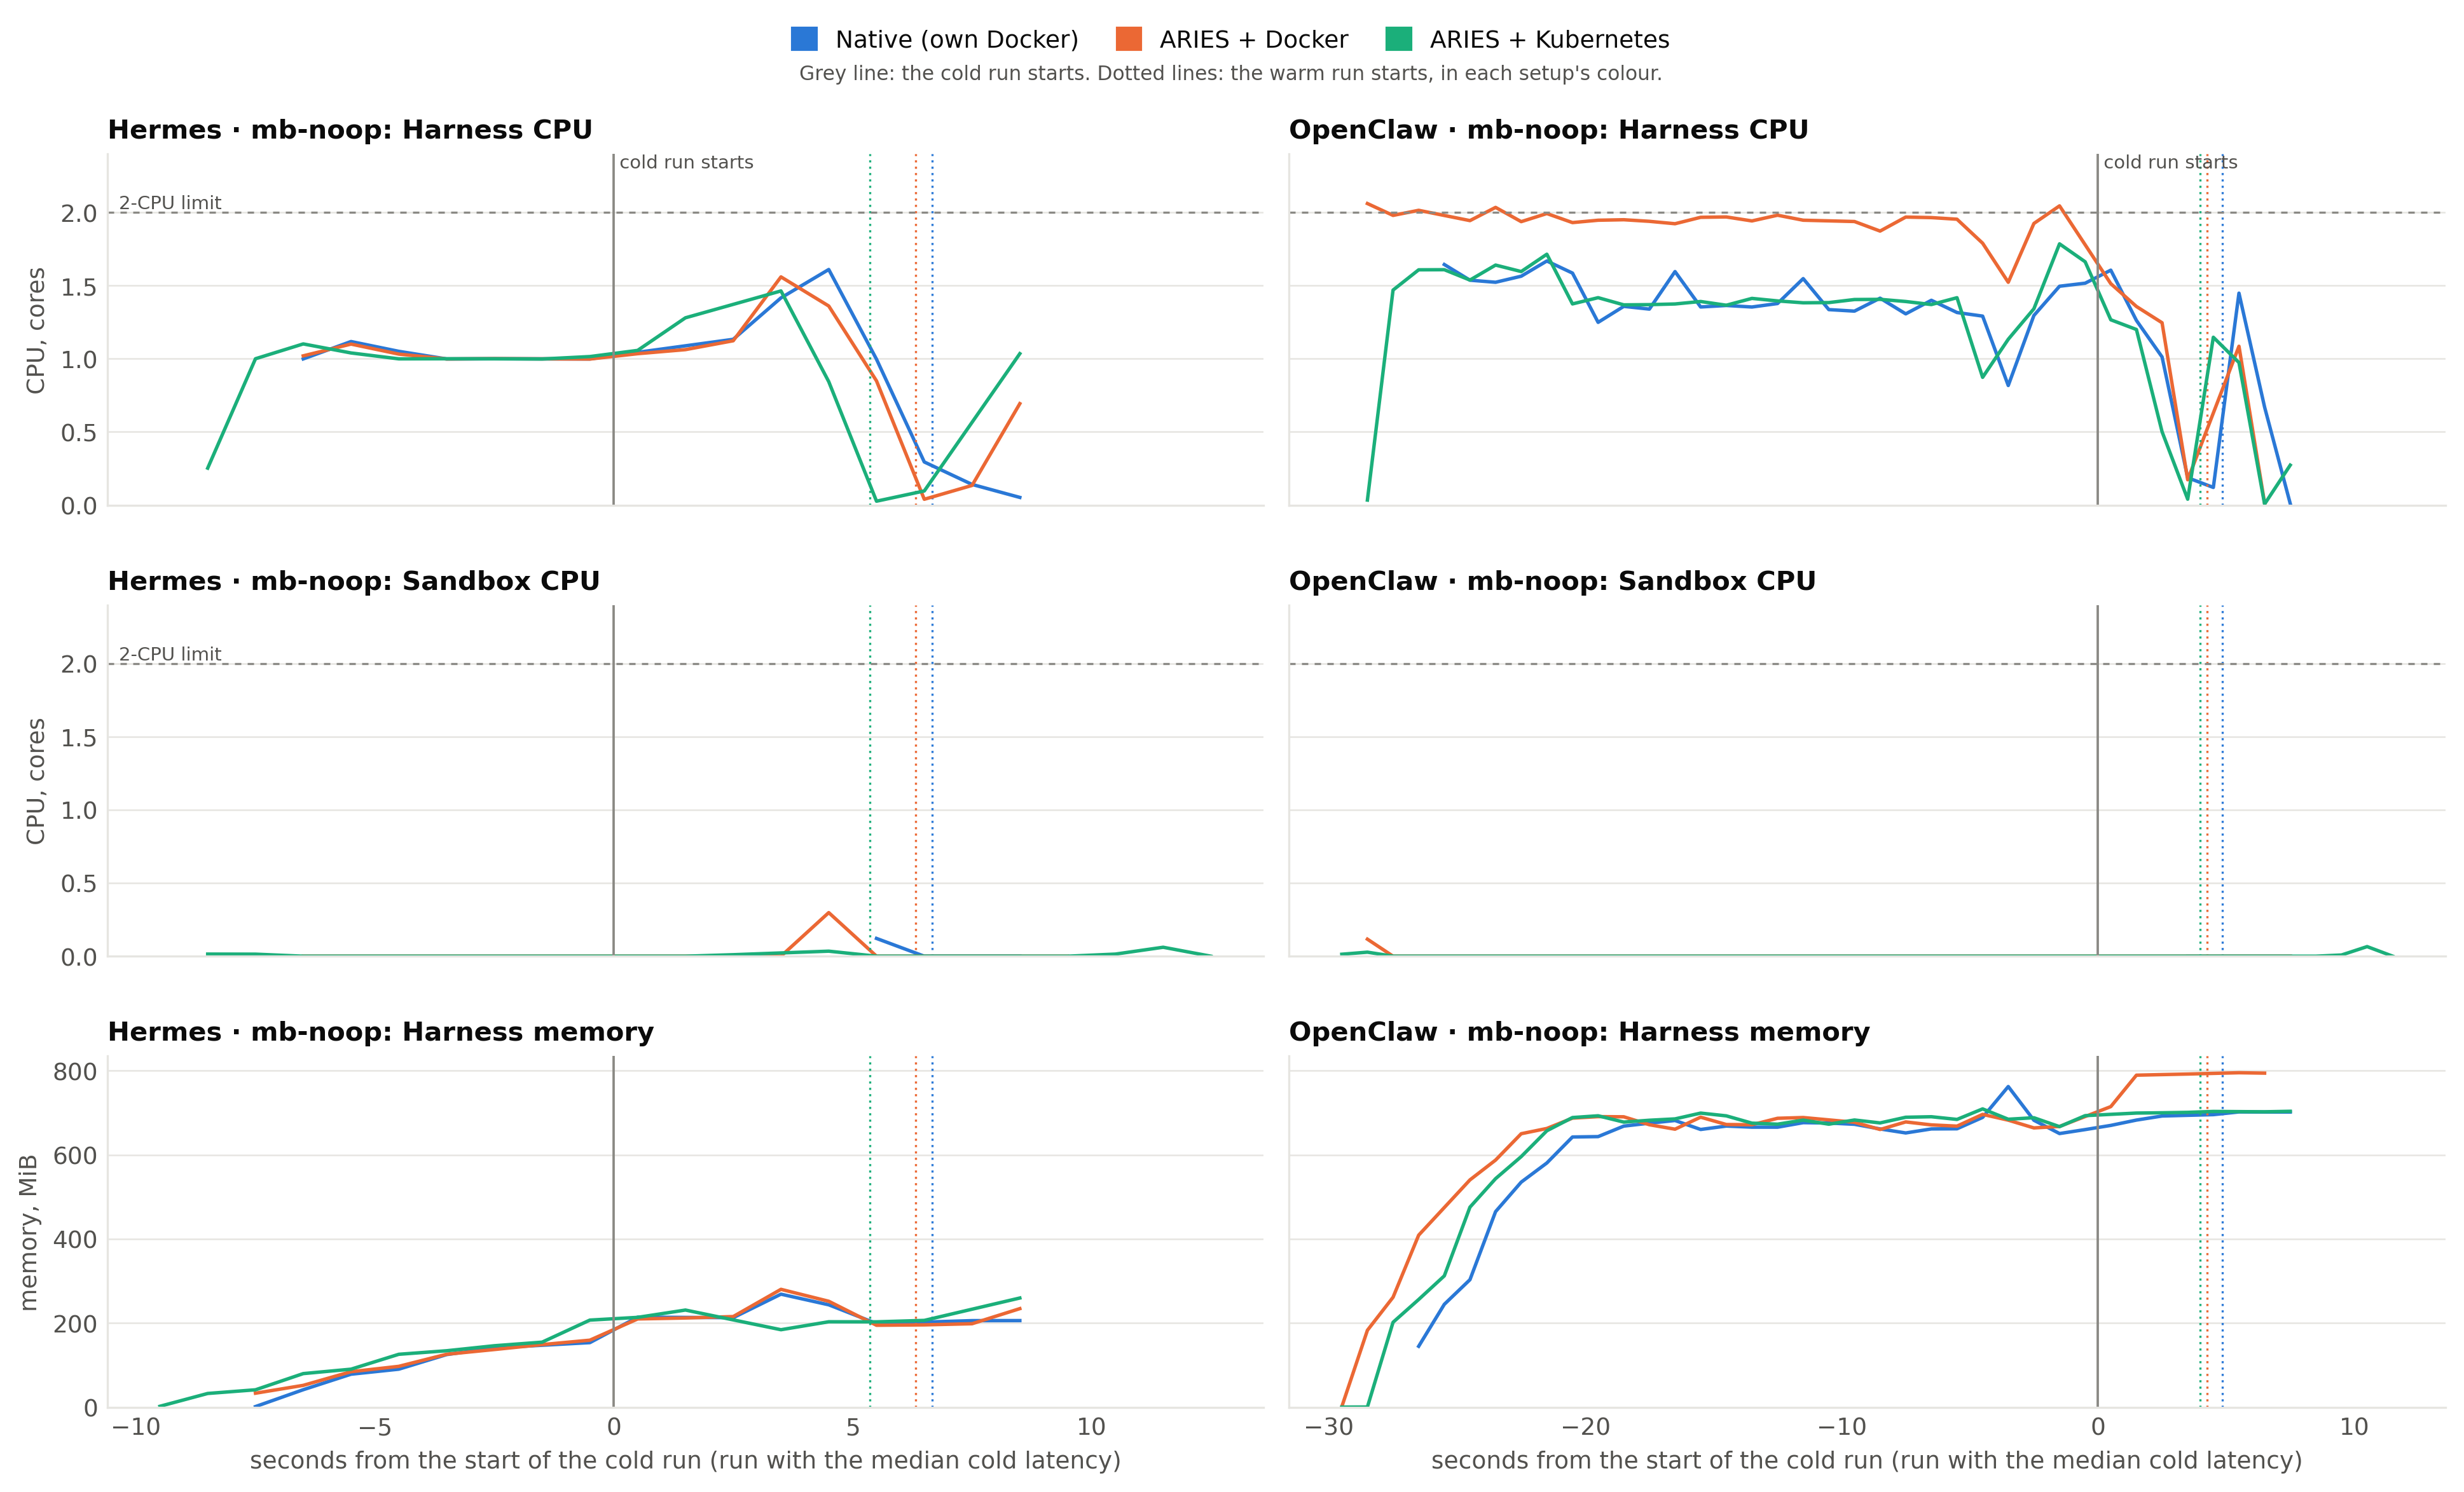 Native (own Docker) ARIES + Docker ARIES + Kubernetes
Grey line: the cold run starts. Dotted lines: the warm run starts, in each setup's colour.
Hermes · mb-noop: Harness CPU
cold run starts
2-CPU limit
2.0
1.5
1.0
0.5
0.0
CPU, cores
OpenClaw · mb-noop: Harness CPU
cold run starts
Hermes · mb-noop: Sandbox CPU
2-CPU limit
2.0
1.5
1.0
0.5
0.0
CPU, cores
OpenClaw · mb-noop: Sandbox CPU
Hermes · mb-noop: Harness memory
800
600
400
200
0
memory, MiB
−10 −5 0 5 10
seconds from the start of the cold run (run with the median cold latency)
OpenClaw · mb-noop: Harness memory
−30 −20 −10 0 10
seconds from the start of the cold run (run with the median cold latency)